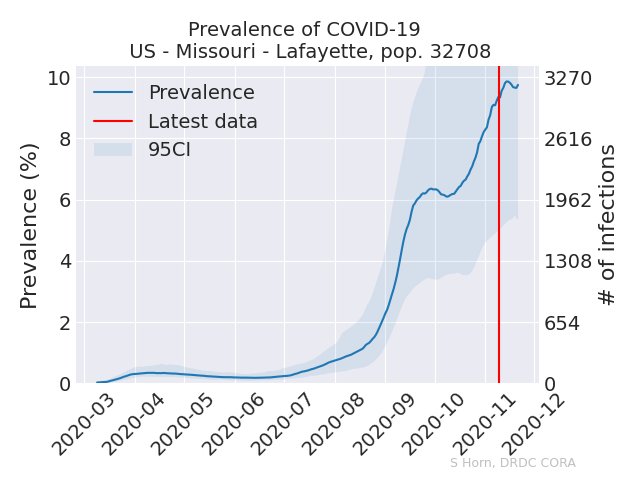 Prevalence of COVID-19
US - Missouri - Lafayette, pop. 32708
Prevalence (%)
10
8
6
4
2
0
Prevalence
Latest data
95CI
3270
2616
1962
1308
654
0
# of infections
2020-03
2020-04
2020-05
2020-06
2020-07
2020-08
2020-09
2020-10
2020-11
2020-12
S Horn, DRDC CORA